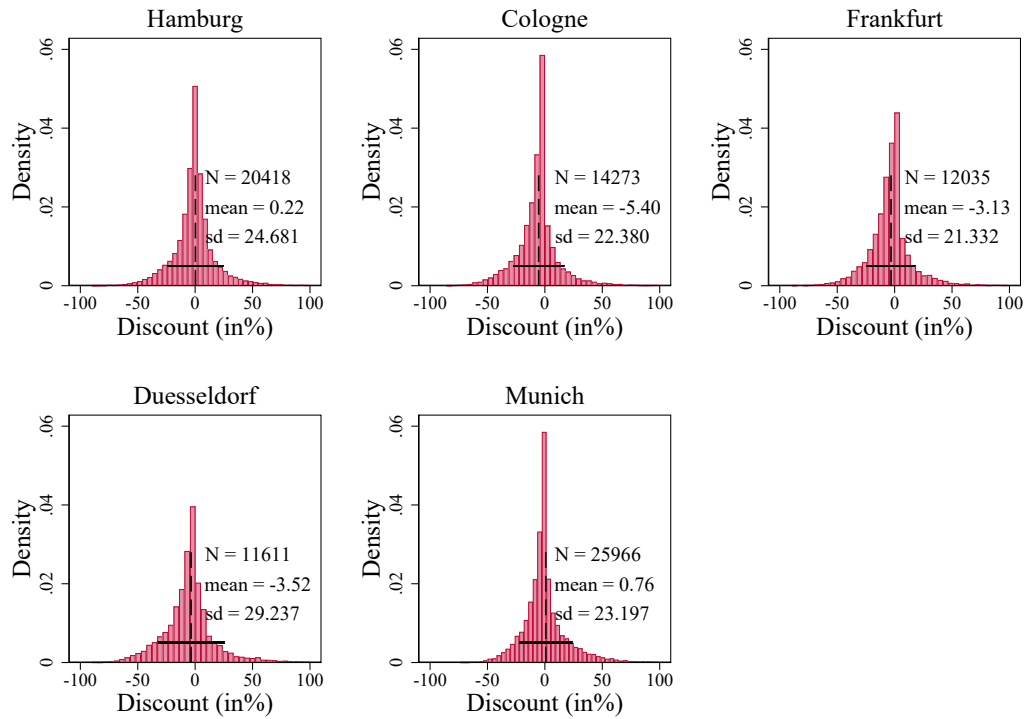 Hamburg
.06
.04
.02
0
Density
N = 20418
mean = 0.22
sd = 24.681
-100 -50 0 50 100
Discount (in%)
Cologne
.06
.04
.02
0
Density
N = 14273
mean = -5.40
sd = 22.380
-100 -50 0 50 100
Discount (in%)
Frankfurt
.06
.04
.02
0
Density
N = 12035
mean = -3.13
sd = 21.332
-100 -50 0 50 100
Discount (in%)
Duesseldorf
.06
.04
.02
0
Density
N = 11611
mean = -3.52
sd = 29.237
-100 -50 0 50 100
Discount (in%)
Munich
.06
.04
.02
0
Density
N = 25966
mean = 0.76
sd = 23.197
-100 -50 0 50 100
Discount (in%)